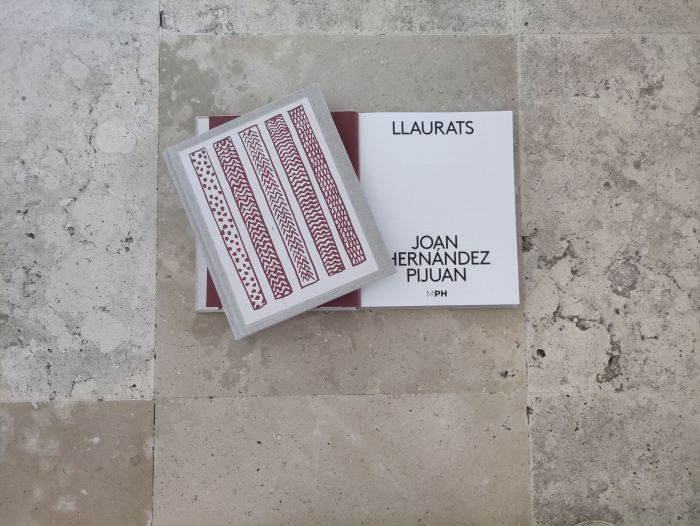 LLAURATS
JOAN
HERNÁNDEZ
PIJUAN
MPH